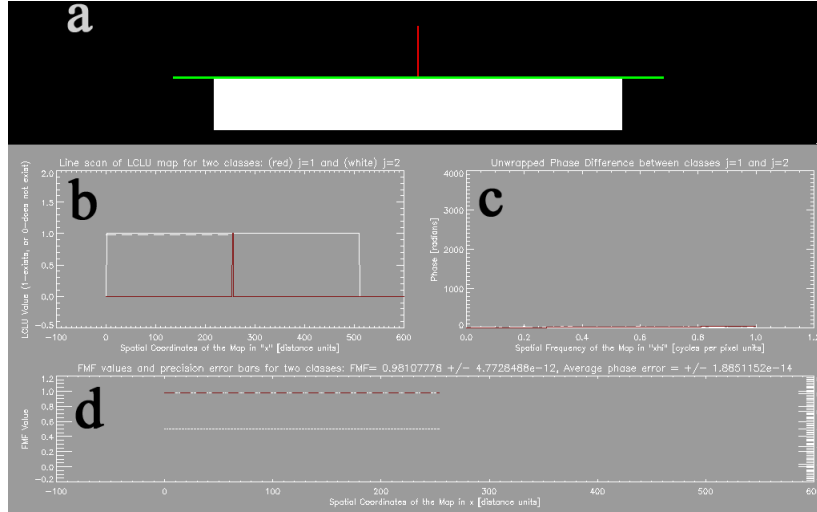 a
Line scan of LCLU map for two classes: (red) j=1 and (white) j=2
LCLU Value (1-exists, or 0-does not exist)
2.0
1.5
1.0
0.5
0.0
-0.5
b
-100 0 100 200 300 400 500 600
Spatial Coordinates of the Map in "x" [distance units]
Unwrapped Phase Difference between classes j=1 and j=2
Phase [radians]
4000
3000
2000
1000
0
c
0.0 0.2 0.4 0.6 0.8 1.0 1.2
Spatial Frequency of the Map in "xhi" [cycles per pixel units]
FMF values and precision error bars for two classes: FMF= 0.98107778 +/- 4.7728468e-12, Average phase error = +/- 1.8651152e-14
FMF Value
1.2
1.0
0.8
0.6
0.4
0.2
0.0
-0.2
d
-100 0 100 200 300 400 500 600
Spatial Coordinates of the Map in x [distance units]